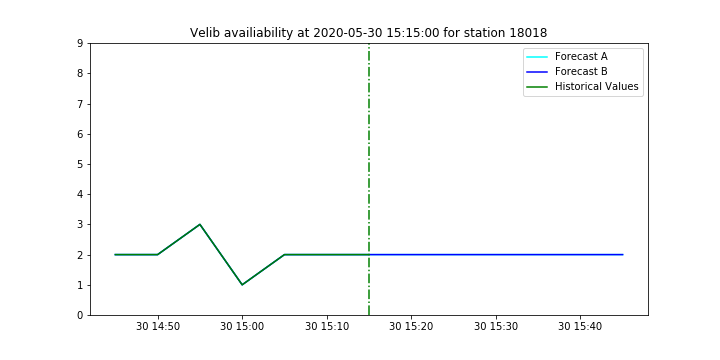 Velib availiability at 2020-05-30 15:15:00 for station 18018
Forecast A
Forecast B
Historical Values
9
8
7
6
5
4
3
2
1
0
30 14:50 30 15:00 30 15:10 30 15:20 30 15:30 30 15:40